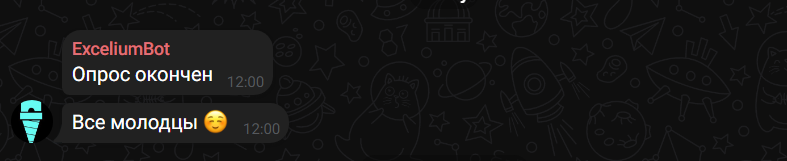 ExceliumBot
Опрос окончен 12:00
Все молодцы ☺️ 12:00